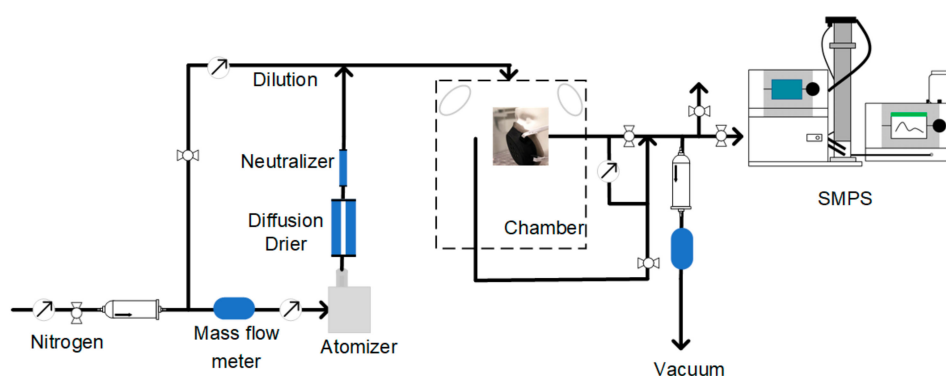 Dilution
Neutralizer
Diffusion
Drier
Chamber
SMPS
Nitrogen
Mass flow
meter
Atomizer
Vacuum